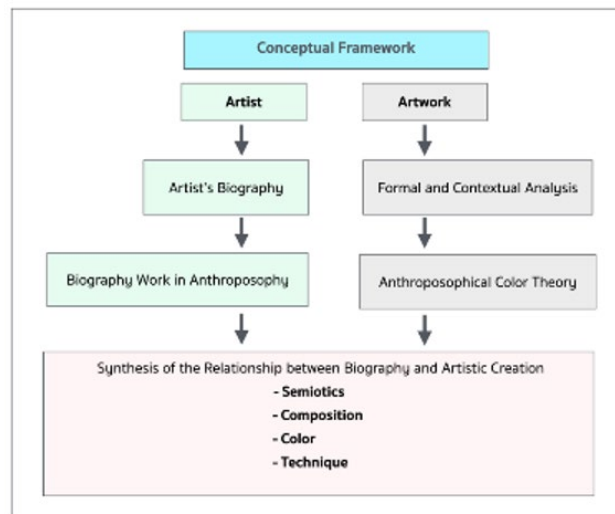 Conceptual Framework
Artist
Artwork
Artist's Biography
Formal and Contextual Analysis
Biography Work in Anthroposophy
Anthroposophical Color Theory
Synthesis of the Relationship between Biography and Artistic Creation
- Semiotics
- Composition
- Color
- Technique